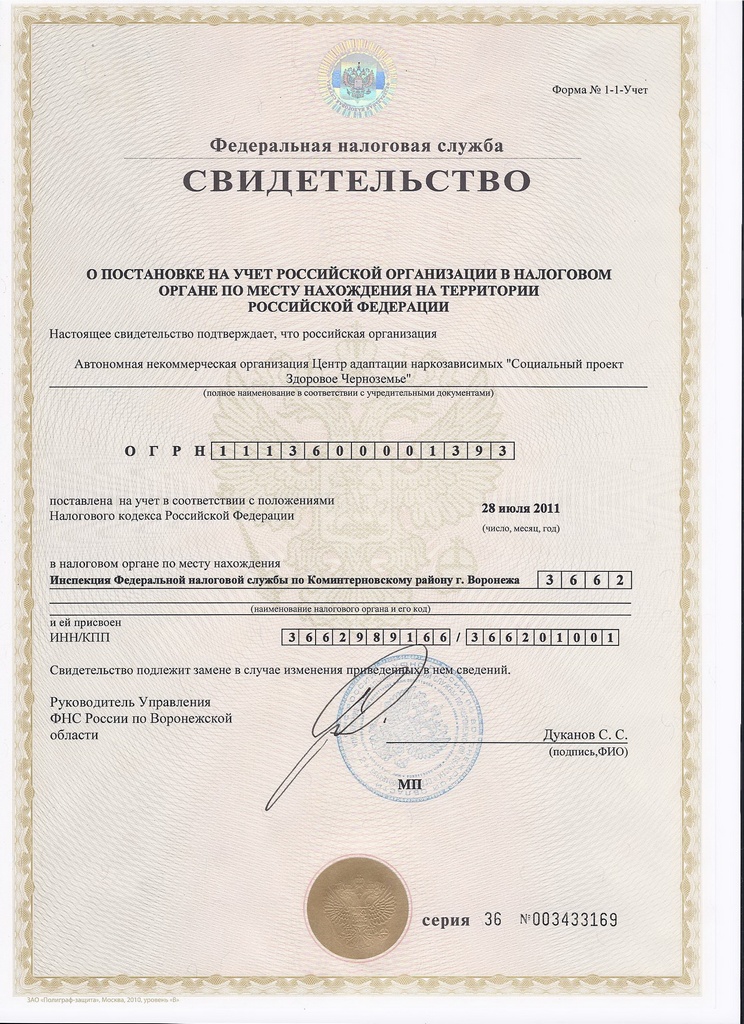 Форма № 1-1-Учет
Федеральная налоговая служба
СВИДЕТЕЛЬСТВО
О ПОСТАНОВКЕ НА УЧЕТ РОССИЙСКОЙ ОРГАНИЗАЦИИ В НАЛОГОВОМ
ОРГАНЕ ПО МЕСТУ НАХОЖДЕНИЯ НА ТЕРРИТОРИИ
РОССИЙСКОЙ ФЕДЕРАЦИИ
Настоящее свидетельство подтверждает, что российская организация
Автономная некоммерческая организация Центр адаптации наркозависимых "Социальный проект
Здоровое Черноземье"
(полное наименование в соответствии с учредительными документами)
О Г Р Н 1 1 1 3 6 0 0 0 0 1 3 9 3
поставлена на учет в соответствии с положениями
Налогового кодекса Российской Федерации
28 июля 2011
(число, месяц, год)
в налоговом органе по месту нахождения
Инспекция Федеральной налоговой службы по Коминтерновскому району г. Воронежа 3 6 6 2
(наименование налогового органа и его код)
и ей присвоен
ИНН/КПП 3 6 6 2 9 8 9 1 6 6 / 3 6 6 2 0 1 0 0 1
Свидетельство подлежит замене в случае изменения приведенных в нем сведений.
Руководитель Управления
ФНС России по Воронежской
области
Дуканов С. С.
(подпись,ФИО)
МП
серия 36 №003433169
ЗАО «Полиграф-защита», Москва, 2010, уровень «В»